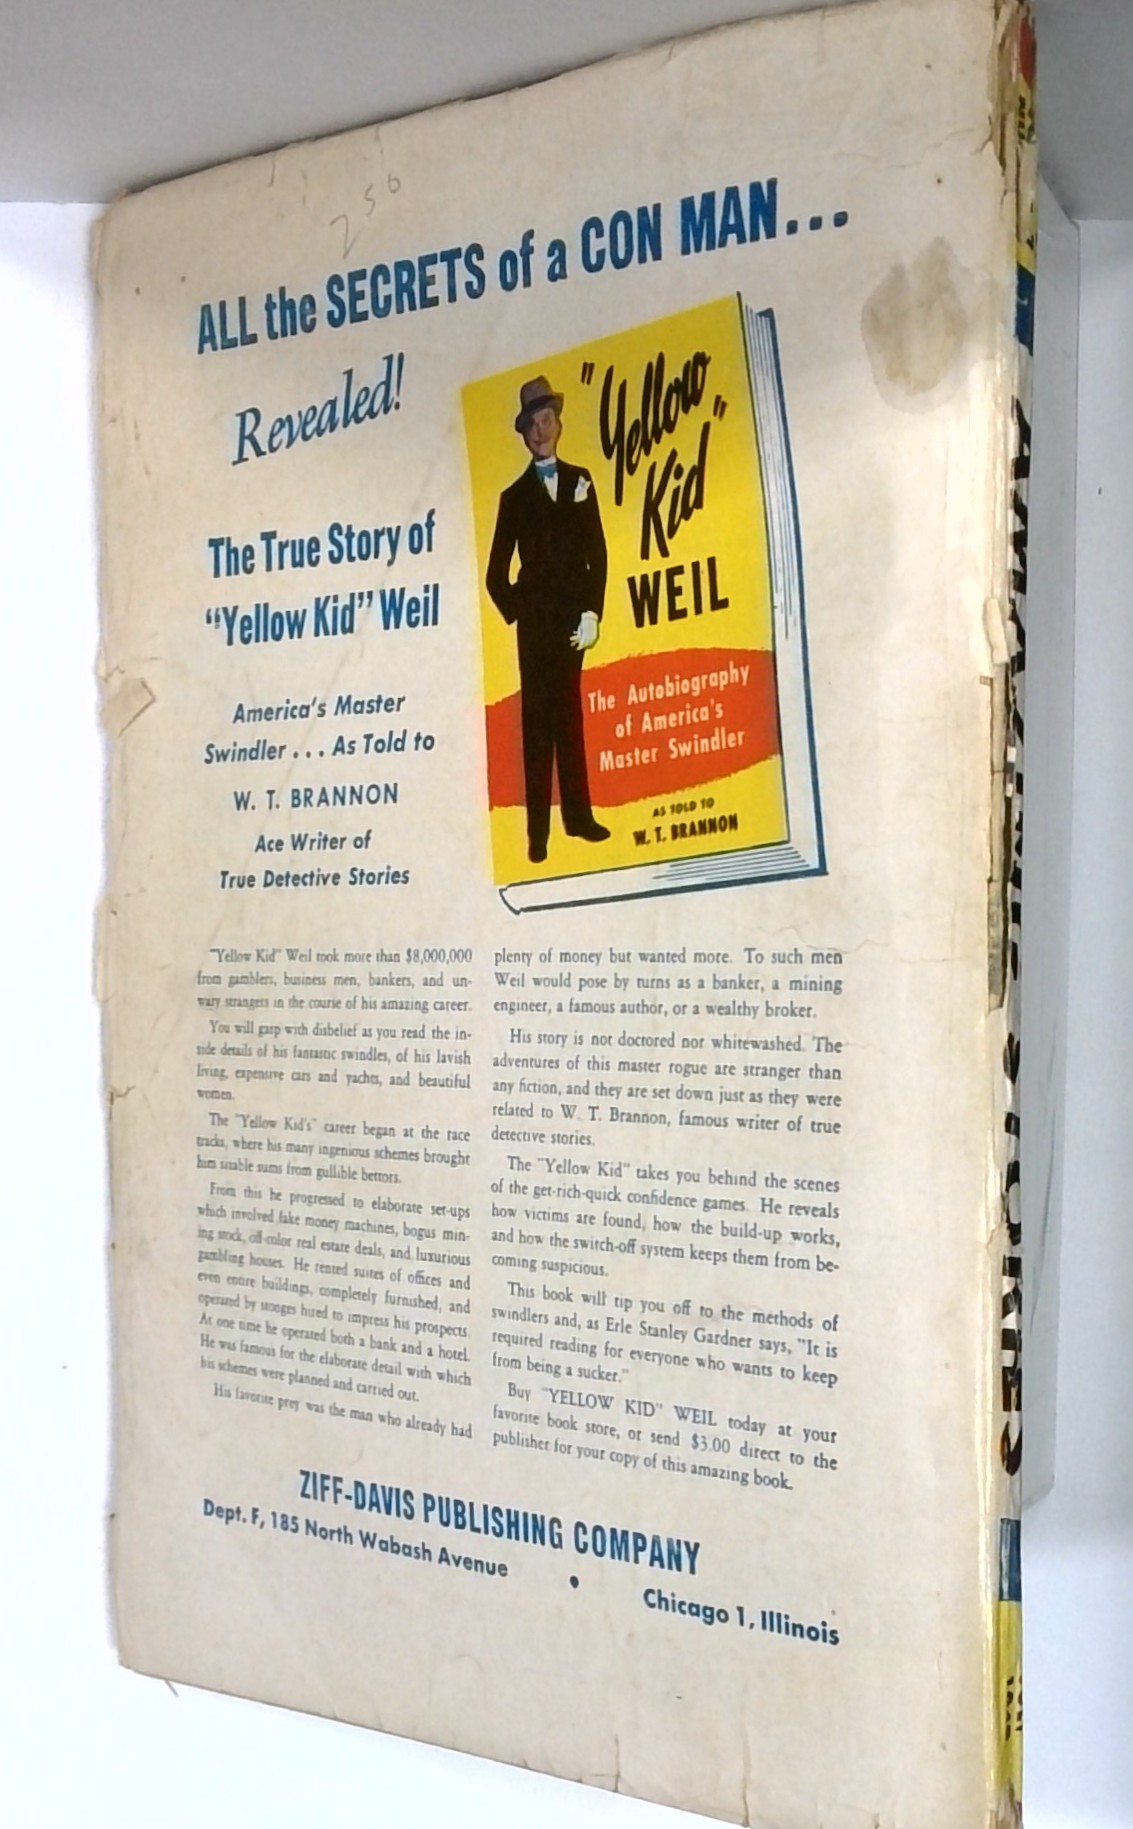 256
ALL the SECRETS of a CON MAN...
Revealed!
The True Story of
"Yellow Kid" Weil
America's Master
Swindler... As Told to
W. T. BRANNON
Ace Writer of
True Detective Stories
"Yellow
Kid"
WEIL
The Autobiography
of America's
Master Swindler
AS TOLD TO
W. T. BRANNON
"Yellow Kid" Weil took more than $8,000,000
from gamblers, business men, bankers, and un-
wary strangers in the course of his amazing career.
You will gasp with disbelief as you read the in-
side details of his fantastic swindles, of his lavish
living, expensive cars and yachts, and beautiful
women.
The "Yellow Kid's" career began at the race
tracks, where his many ingenious schemes brought
him sizable sums from gullible bettors.
From this he progressed to elaborate set-ups
which involved fake money machines, bogus min-
ing stock, off-color real estate deals, and luxurious
gambling houses. He rented suites of offices and
even entire buildings, completely furnished, and
operated by stooges hired to impress his prospects.
At one time he operated both a bank and a hotel.
He was famous for the elaborate detail with which
his schemes were planned and carried out.
His favorite prey was the man who already had
plenty of money but wanted more. To such men
Weil would pose by turns as a banker, a mining
engineer, a famous author, or a wealthy broker.
His story is not doctored nor whitewashed. The
adventures of this master rogue are stranger than
any fiction, and they are set down just as they were
related to W. T. Brannon, famous writer of true
detective stories.
The "Yellow Kid" takes you behind the scenes
of the get-rich-quick confidence games. He reveals
how victims are found, how the build-up works,
and how the switch-off system keeps them from be-
coming suspicious.
This book will tip you off to the methods of
swindlers and, as Erle Stanley Gardner says, "It is
required reading for everyone who wants to keep
from being a sucker."
Buy "YELLOW KID" WEIL today at your
favorite book store, or send $3.00 direct to the
publisher for your copy of this amazing book.
ZIFF-DAVIS PUBLISHING COMPANY
Dept. F, 185 North Wabash Avenue • Chicago 1, Illinois
STORIES